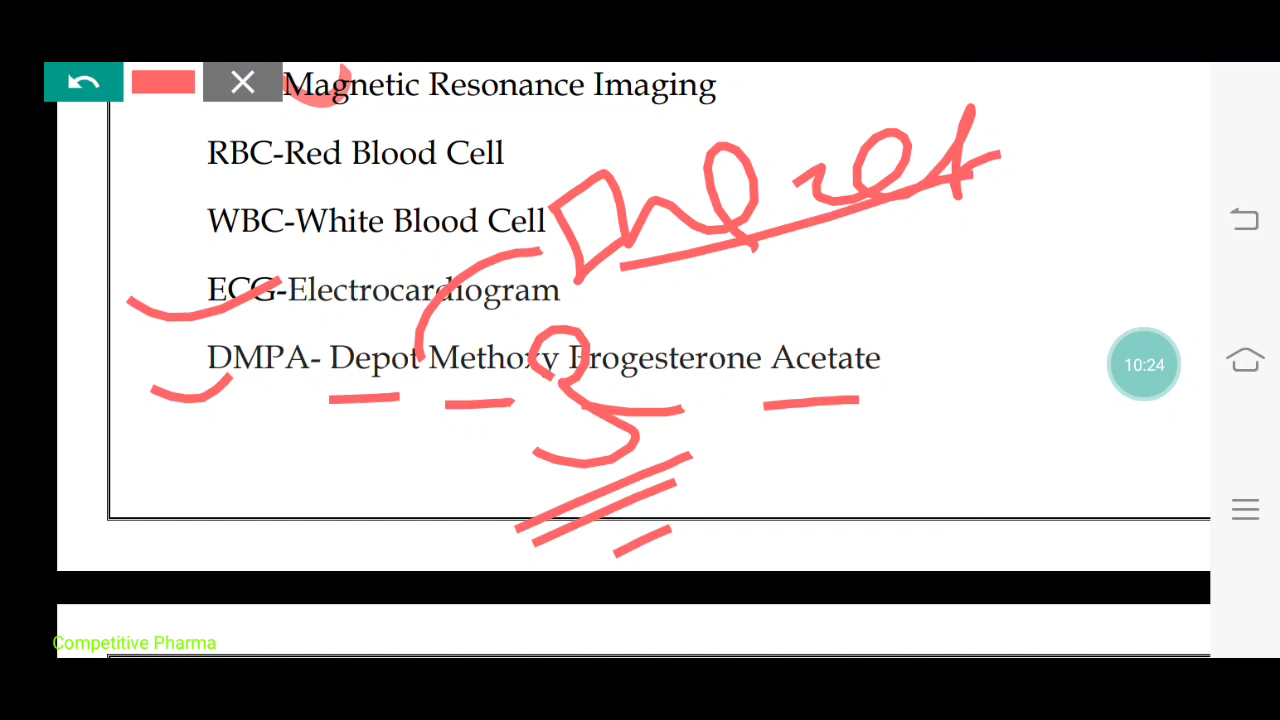 Magnetic Resonance Imaging
RBC-Red Blood Cell
WBC-White Blood Cell
ECG-Electrocardiogram
DMPA- Depot Methoxy Progesterone Acetate
10:24
Competitive Pharma